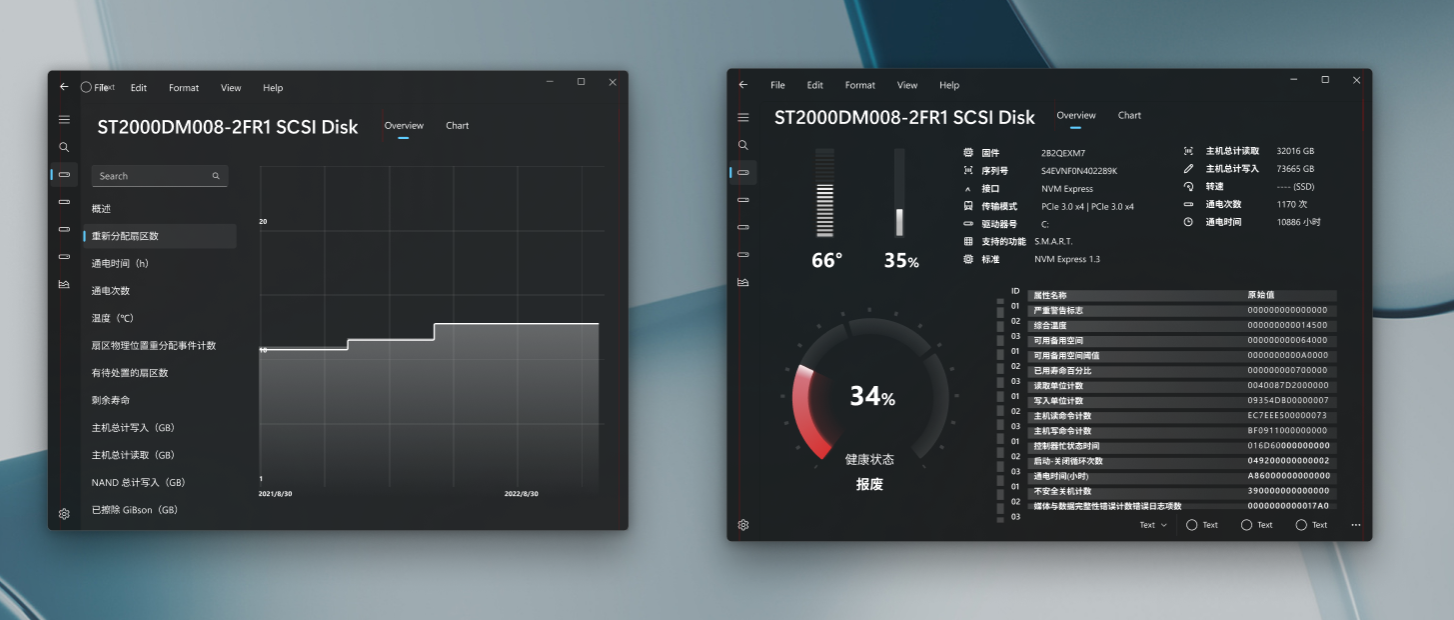 File Text Edit Format View Help
ST2000DM008-2FR1 SCSI Disk Overview Chart
Search
概述
重新分配扇区数
通电时间（h）
通电次数
温度（℃）
扇区物理位置重分配事件计数
有待处置的扇区数
剩余寿命
主机总计写入（GB）
主机总计读取（GB）
NAND 总计写入（GB）
已擦除 GiBson（GB）
20
10
1
2021/8/30 2022/8/30
File Edit Format View Help
ST2000DM008-2FR1 SCSI Disk Overview Chart
66° 35%
固件 2B2QEXM7
序列号 S4EVNF0N402289K
接口 NVM Express
传输模式 PCIe 3.0 x4 | PCIe 3.0 x4
驱动器号 C:
支持的功能 S.M.A.R.T.
标准 NVM Express 1.3
主机总计读取 32016 GB
主机总计写入 73665 GB
转速 ---- (SSD)
通电次数 1170 次
通电时间 10886 小时
34%
健康状态
报废
ID 属性名称 原始值
01 严重警告标志 000000000000000
02 综合温度 000000000014500
03 可用备用空间 000000000064000
01 可用备用空间阈值 0000000000A0000
02 已用寿命百分比 000000000700000
03 读取单位计数 0040087D2000000
01 写入单位计数 09354DB00000007
02 主机读命令计数 EC7EEE500000073
03 主机写命令计数 BF0911000000000
01 控制器忙状态时间 016D60000000000
02 启动-关闭循环次数 049200000000002
03 通电时间(小时) A86000000000000
01 不安全关机计数 390000000000000
02 媒体与数据完整性错误计数错误日志项数 0000000000017A0
03
Text Text Text Text